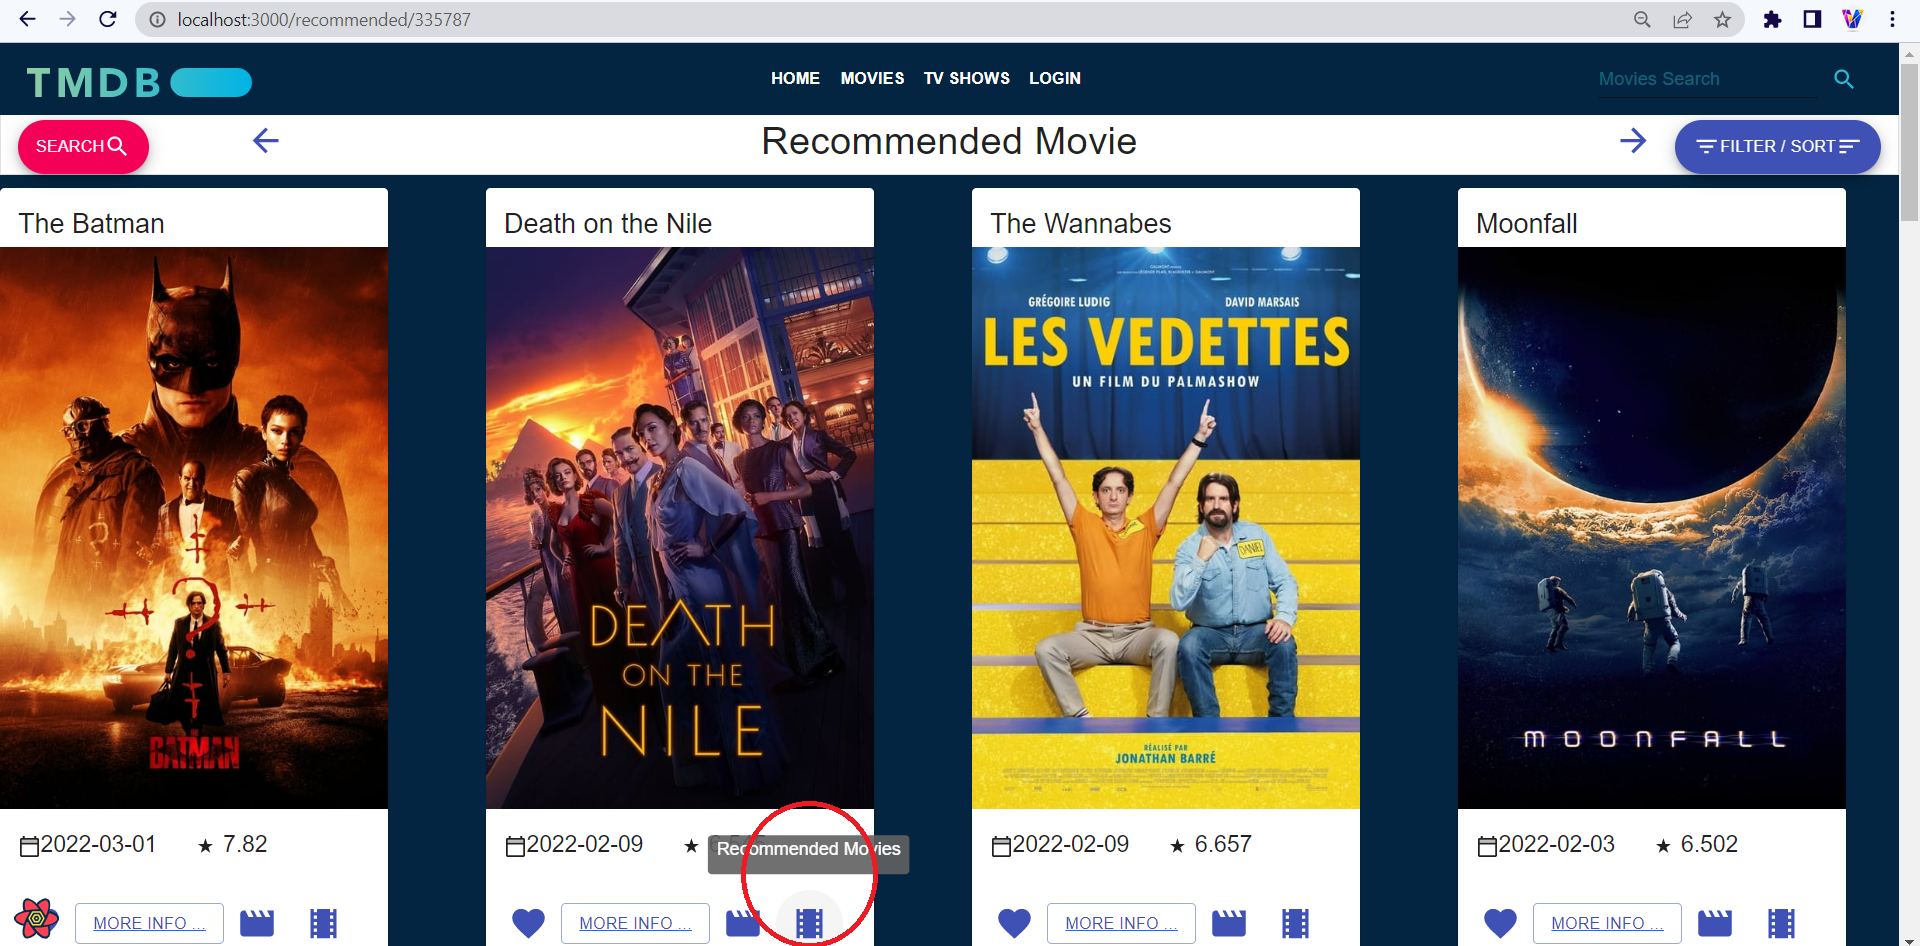 localhost:3000/recommended/335787
TMDB
HOME MOVIES TV SHOWS LOGIN
Movies Search
SEARCH
Recommended Movie
FILTER / SORT
The Batman
Death on the Nile
The Wannabes
Moonfall
THE
BATMAN
DEATH
ON THE
NILE
GRÉGOIRE LUDIG DAVID MARSAIS
LES VEDETTES
UN FILM DU PALMASHOW
DANIEL
RÉALISÉ PAR
JONATHAN BARRÉ
MOONFALL
2022-03-01 ★ 7.82
2022-02-09 ★
Recommended Movies
2022-02-09 ★ 6.657
2022-02-03 ★ 6.502
MORE INFO ...
MORE INFO ...
MORE INFO ...
MORE INFO ...